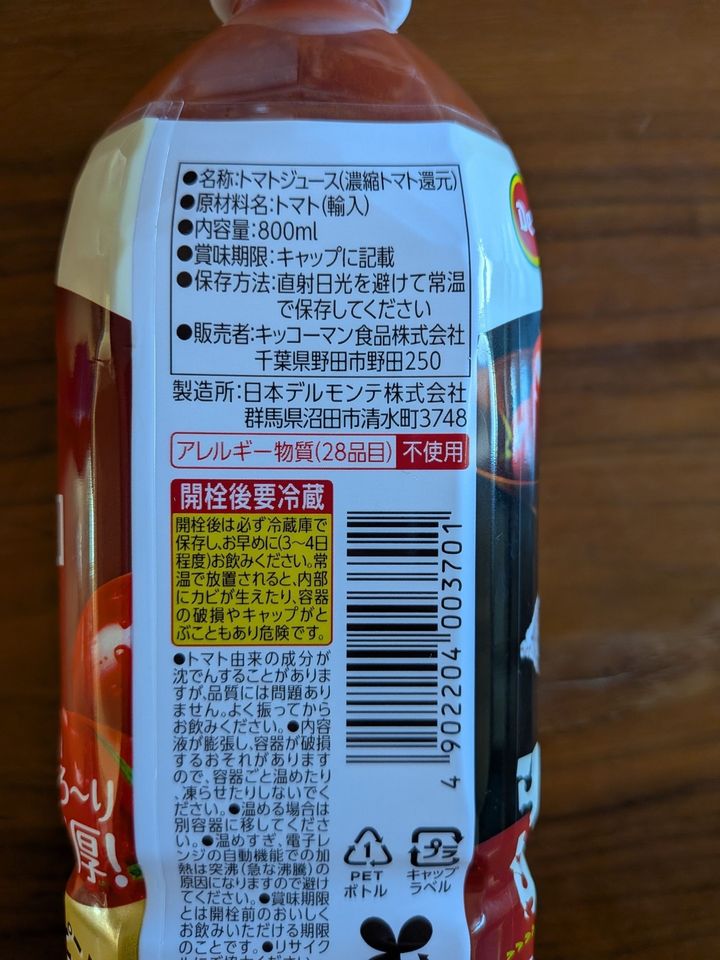 ●名称:トマトジュース(濃縮トマト還元)
●原材料名:トマト(輸入)
●内容量:800ml
●賞味期限:キャップに記載
●保存方法:直射日光を避けて常温
で保存してください
●販売者:キッコーマン食品株式会社
千葉県野田市野田250
製造所:日本デルモンテ株式会社
群馬県沼田市清水町3748
アレルギー物質(28品目) 不使用
開栓後要冷蔵
開栓後は必ず冷蔵庫で
保存し、お早めに(3〜4日
程度)お飲みください。常
温で放置されると、内部
にカビが生えたり、容器
の破損やキャップがと
ぶこともあり危険です。
●トマト由来の成分が
沈でんすることがありま
すが、品質には問題あり
ません。よく振ってから
お飲みください。●内容
液が膨張し、容器が破損
するおそれがあります
ので、容器ごと温めたり
、凍らせたりしないでく
ださい。●温める場合は
別容器に移してください
。●温めすぎ、電子レ
ンジの自動機能での加
熱は突沸(急な沸騰)の
原因になりますので避け
てください。●賞味期限
とは開栓前のおいしく
お飲みいただける期限
のことです。●リサイク
ルにご協力ください
4 902204 003701
1
PET
ボトル
プラ
キャップ
ラベル
ろ〜り
厚!